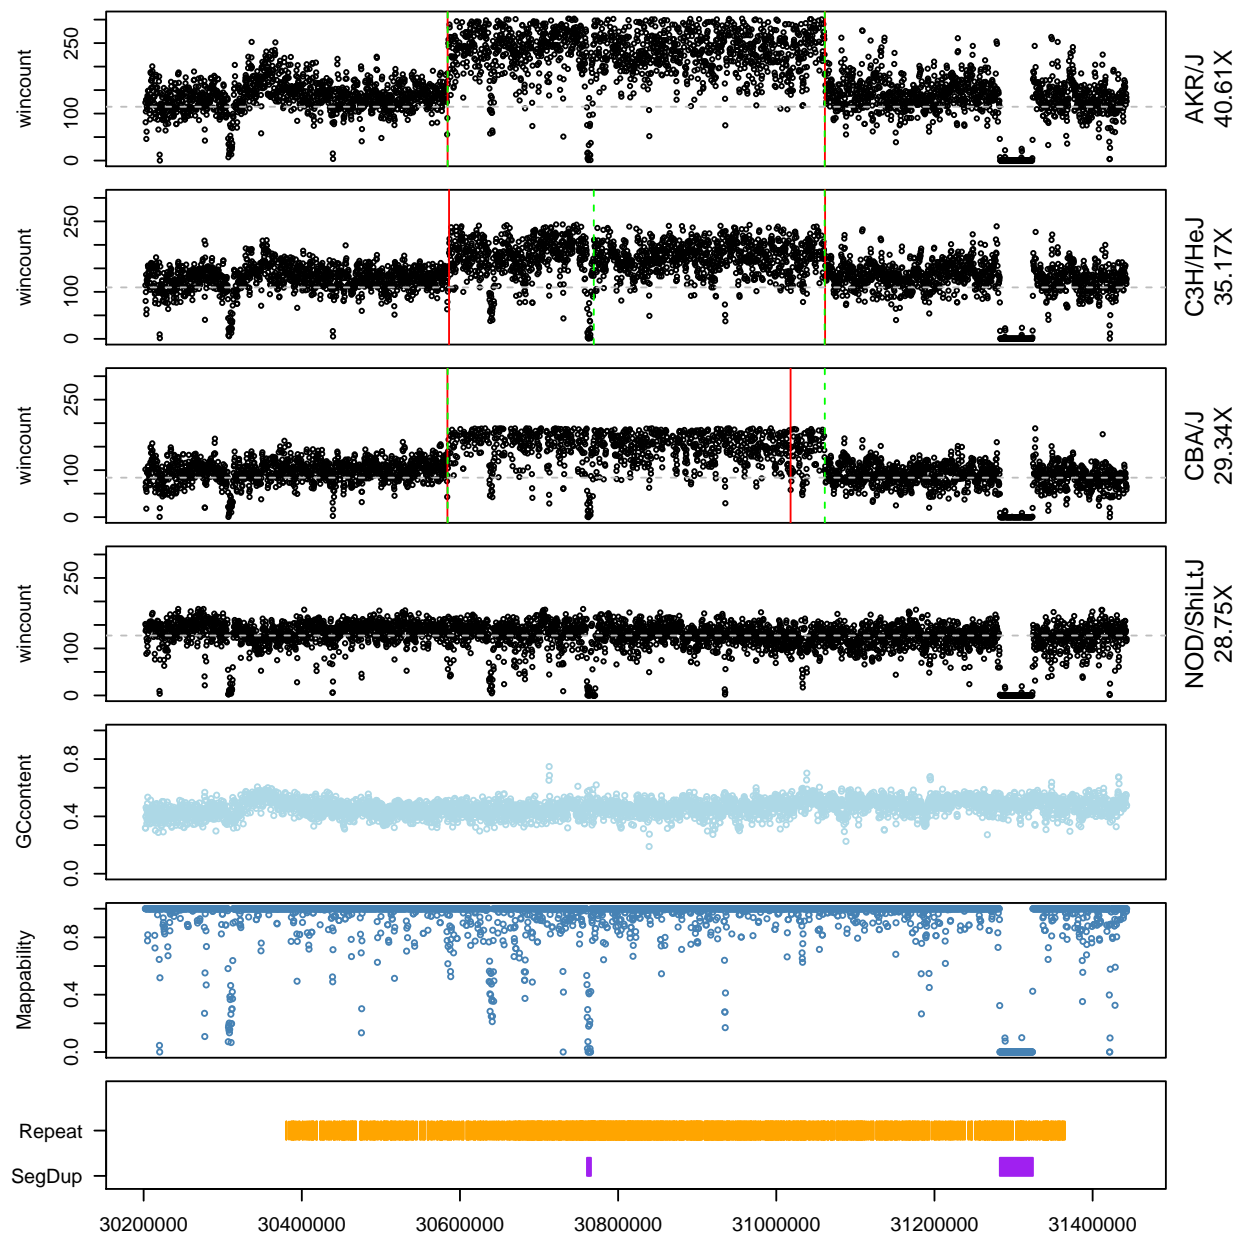 wincount
0
100
250
AKR/J
40.61X
wincount
0
100
250
C3H/HeJ
35.17X
wincount
0
100
250
CBA/J
29.34X
wincount
0
100
250
NOD/ShiLtJ
28.75X
GCcontent
0.0
0.4
0.8
Mappability
0.0
0.4
0.8
Repeat
SegDup
30200000 30400000 30600000 30800000 31000000 31200000 31400000